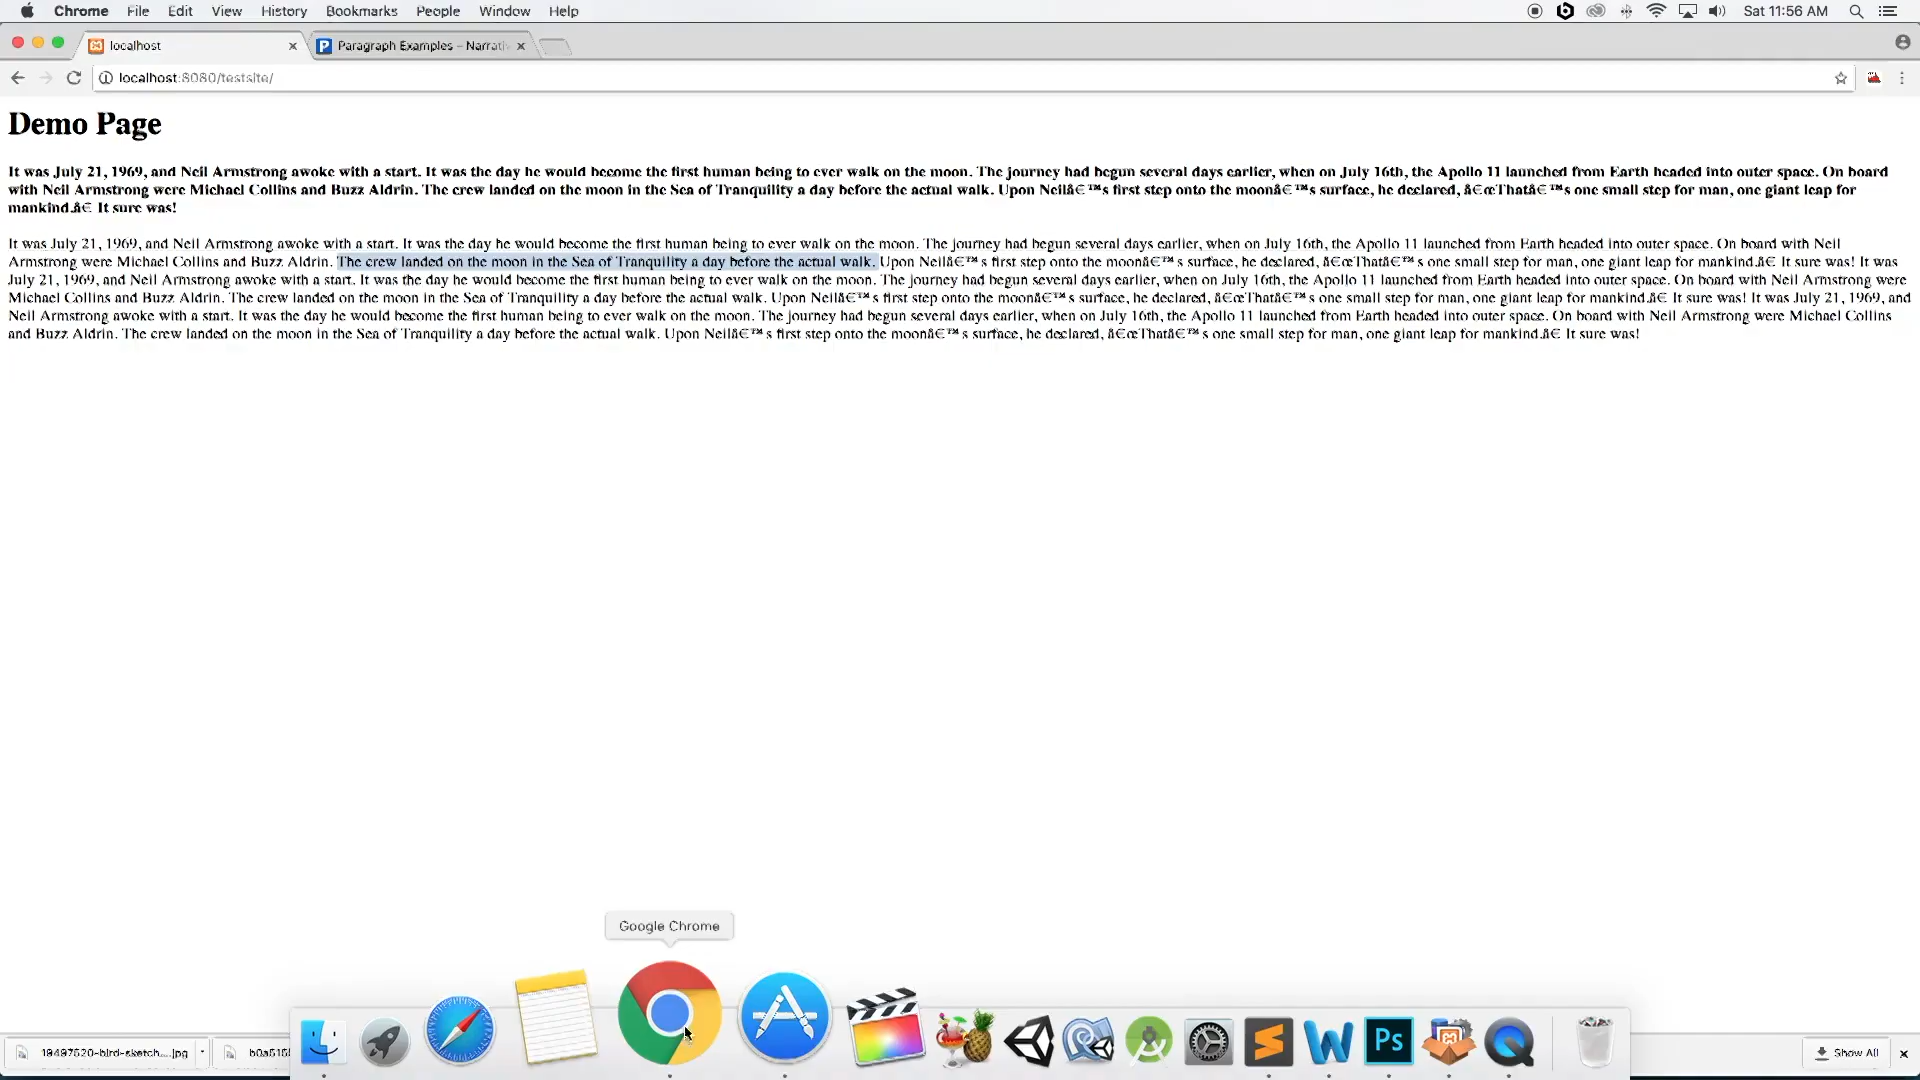 Chrome File Edit View History Bookmarks People Window Help Sat 11:56 AM
localhost Paragraph Examples – Narrati
localhost:8080/testsite/
Demo Page
It was July 21, 1969, and Neil Armstrong awoke with a start. It was the day he would become the first human being to ever walk on the moon. The journey had begun several days earlier, when on July 16th, the Apollo 11 launched from Earth headed into outer space. On board
with Neil Armstrong were Michael Collins and Buzz Aldrin. The crew landed on the moon in the Sea of Tranquility a day before the actual walk. Upon Neilâ€™s first step onto the moonâ€™s surface, he declared, â€œThatâ€™s one small step for man, one giant leap for
mankind.â€ It sure was!
It was July 21, 1969, and Neil Armstrong awoke with a start. It was the day he would become the first human being to ever walk on the moon. The journey had begun several days earlier, when on July 16th, the Apollo 11 launched from Earth headed into outer space. On board with Neil
Armstrong were Michael Collins and Buzz Aldrin. The crew landed on the moon in the Sea of Tranquility a day before the actual walk. Upon Neilâ€™s first step onto the moonâ€™s surface, he declared, â€œThatâ€™s one small step for man, one giant leap for mankind.â€ It sure was! It was
July 21, 1969, and Neil Armstrong awoke with a start. It was the day he would become the first human being to ever walk on the moon. The journey had begun several days earlier, when on July 16th, the Apollo 11 launched from Earth headed into outer space. On board with Neil Armstrong were
Michael Collins and Buzz Aldrin. The crew landed on the moon in the Sea of Tranquility a day before the actual walk. Upon Neilâ€™s first step onto the moonâ€™s surface, he declared, â€œThatâ€™s one small step for man, one giant leap for mankind.â€ It sure was! It was July 21, 1969, and
Neil Armstrong awoke with a start. It was the day he would become the first human being to ever walk on the moon. The journey had begun several days earlier, when on July 16th, the Apollo 11 launched from Earth headed into outer space. On board with Neil Armstrong were Michael Collins
and Buzz Aldrin. The crew landed on the moon in the Sea of Tranquility a day before the actual walk. Upon Neilâ€™s first step onto the moonâ€™s surface, he declared, â€œThatâ€™s one small step for man, one giant leap for mankind.â€ It sure was!
Google Chrome
Ps
19497520-bird-sketch....jpg b0a515 Show All